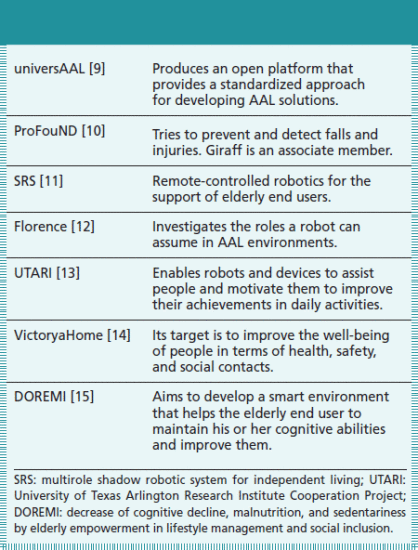 universAAL [9]
Produces an open platform that
provides a standardized approach
for developing AAL solutions.
ProFouND [10]
Tries to prevent and detect falls and
injuries. Giraff is an associate member.
SRS [11]
Remote-controlled robotics for the
support of elderly end users.
Florence [12]
Investigates the roles a robot can
assume in AAL environments.
UTARI [13]
Enables robots and devices to assist
people and motivate them to improve
their achievements in daily activities.
VictoryaHome [14]
Its target is to improve the well-being
of people in terms of health, safety,
and social contacts.
DOREMI [15]
Aims to develop a smart environment
that helps the elderly end user to
maintain his or her cognitive abilities
and improve them.
SRS: multirole shadow robotic system for independent living; UTARI:
University of Texas Arlington Research Institute Cooperation Project;
DOREMI: decrease of cognitive decline, malnutrition, and sedentariness
by elderly empowerment in lifestyle management and social inclusion.